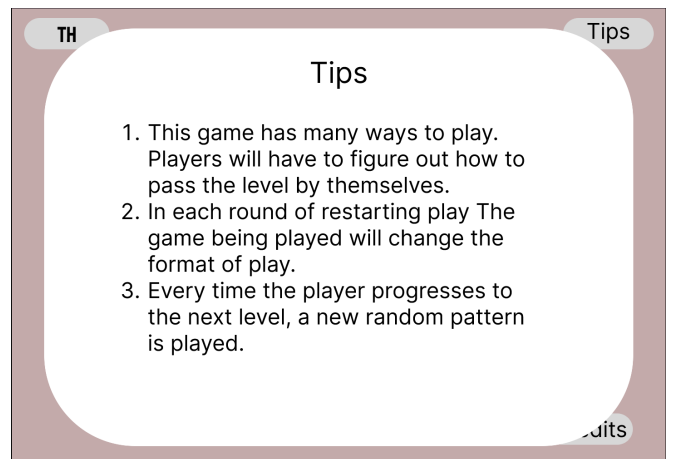 TH
Tips
Tips
1. This game has many ways to play.
Players will have to figure out how to
pass the level by themselves.
2. In each round of restarting play The
game being played will change the
format of play.
3. Every time the player progresses to
the next level, a new random pattern
is played.